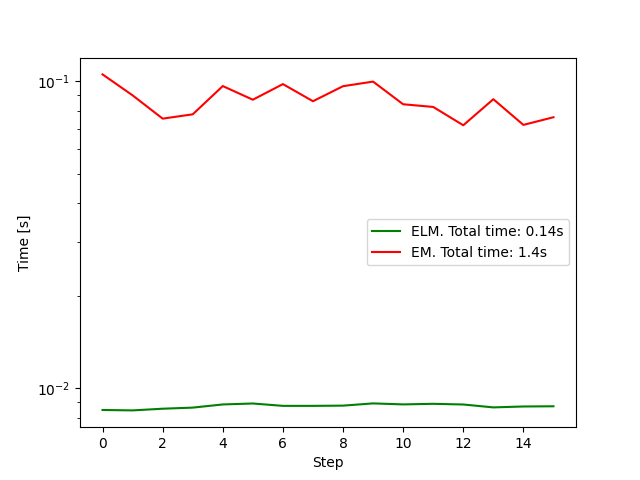 10⁻¹
10⁻²
Time [s]
ELM. Total time: 0.14s
EM. Total time: 1.4s
0 2 4 6 8 10 12 14
Step